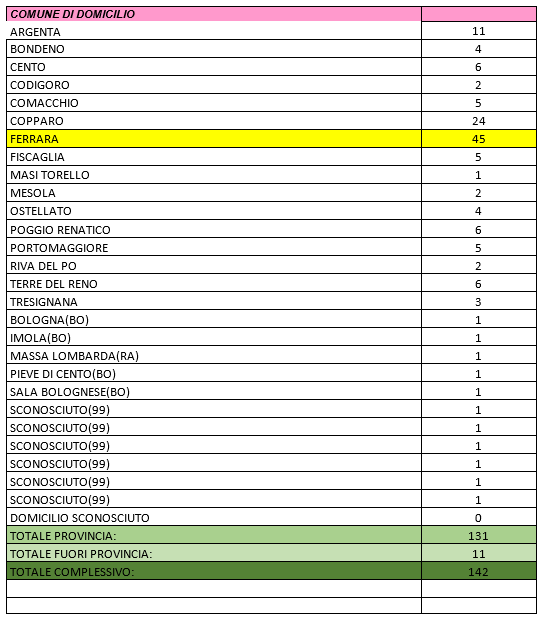 COMUNE DI DOMICILIO
ARGENTA 11
BONDENO 4
CENTO 6
CODIGORO 2
COMACCHIO 5
COPPARO 24
FERRARA 45
FISCAGLIA 5
MASI TORELLO 1
MESOLA 2
OSTELLATO 4
POGGIO RENATICO 6
PORTOMAGGIORE 5
RIVA DEL PO 2
TERRE DEL RENO 6
TRESIGNANA 3
BOLOGNA(BO) 1
IMOLA(BO) 1
MASSA LOMBARDA(RA) 1
PIEVE DI CENTO(BO) 1
SALA BOLOGNESE(BO) 1
SCONOSCIUTO(99) 1
SCONOSCIUTO(99) 1
SCONOSCIUTO(99) 1
SCONOSCIUTO(99) 1
SCONOSCIUTO(99) 1
SCONOSCIUTO(99) 1
DOMICILIO SCONOSCIUTO 0
TOTALE PROVINCIA: 131
TOTALE FUORI PROVINCIA: 11
TOTALE COMPLESSIVO: 142